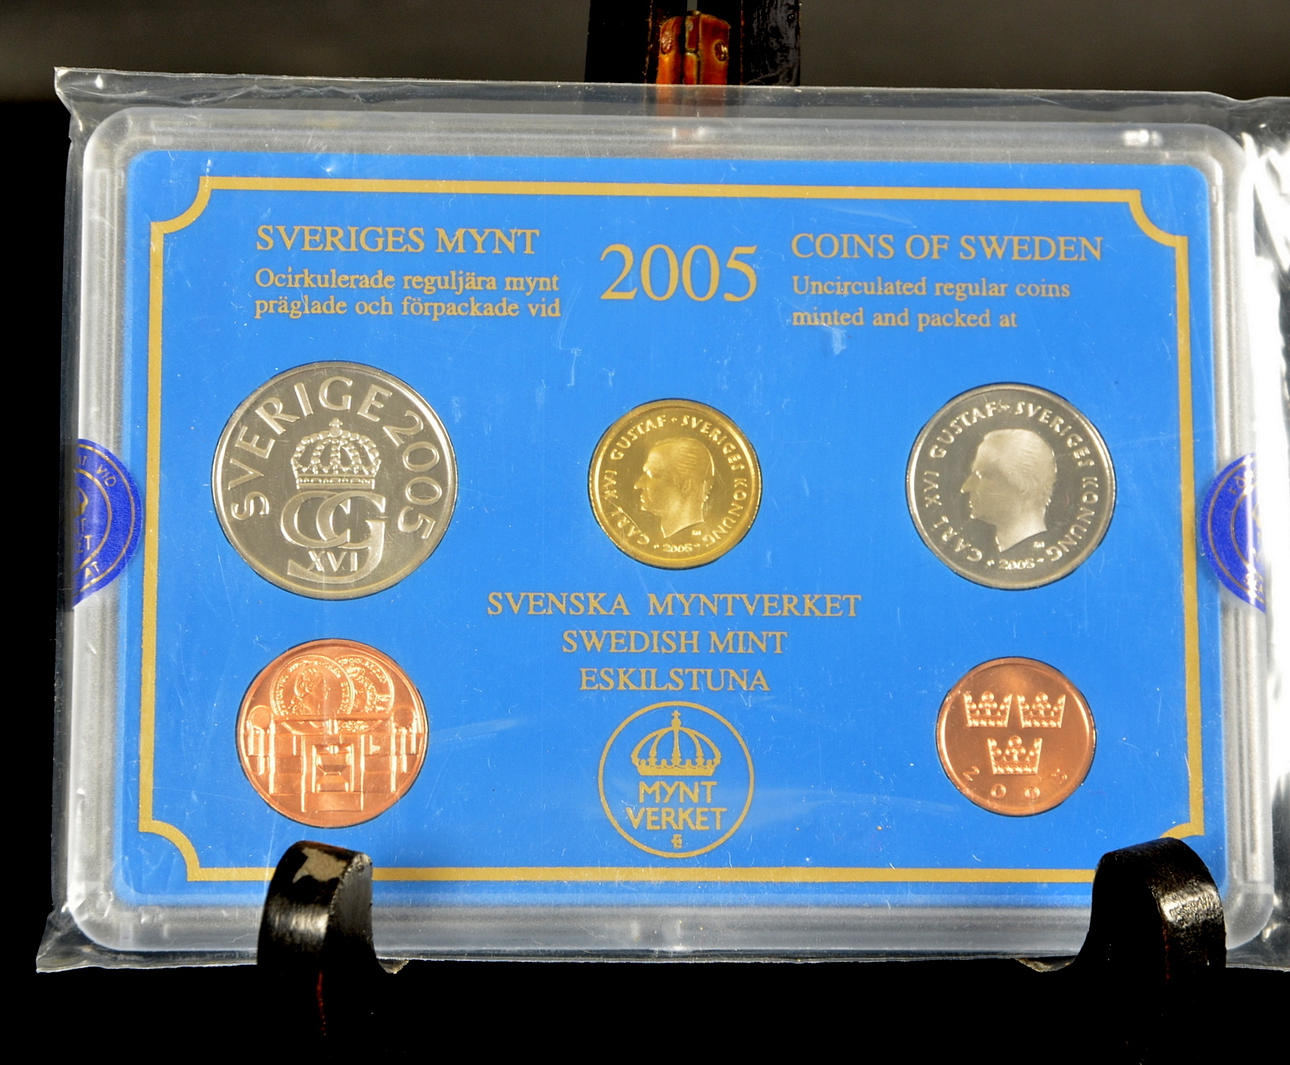 SVERIGES MYNT
Ocirkulerade reguljära mynt
präglade och förpackade vid
2005
COINS OF SWEDEN
Uncirculated regular coins
minted and packed at
SVERIGE 2005
CG
XVI
CARL XVI GUSTAF · SVERIGES KONUNG
· 2005 ·
CARL XVI GUSTAF · SVERIGES KONUNG
· 2005 ·
SVENSKA MYNTVERKET
SWEDISH MINT
ESKILSTUNA
MYNT
VERKET
E
2005